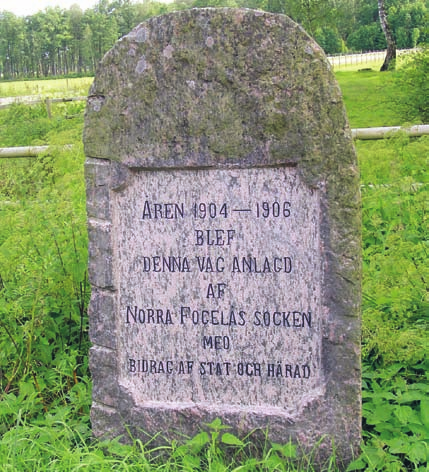 ÅREN 1904 — 1906
BLEF
DENNA VÄG ANLAGD
AF
NORRA FOGELÅS SOCKEN
MED
BIDRAG AF STAT OCH HÄRAD